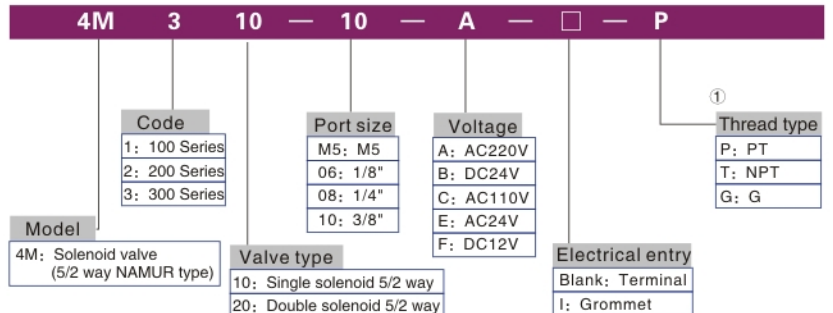 4M 3 10 — 10 — A — □ — P
①
Code
1: 100 Series
2: 200 Series
3: 300 Series
Port size
M5: M5
06: 1/8"
08: 1/4"
10: 3/8"
Voltage
A: AC220V
B: DC24V
C: AC110V
E: AC24V
F: DC12V
Thread type
P: PT
T: NPT
G: G
Model
4M: Solenoid valve
(5/2 way NAMUR type)
Valve type
10: Single solenoid 5/2 way
20: Double solenoid 5/2 way
Electrical entry
Blank: Terminal
I: Grommet